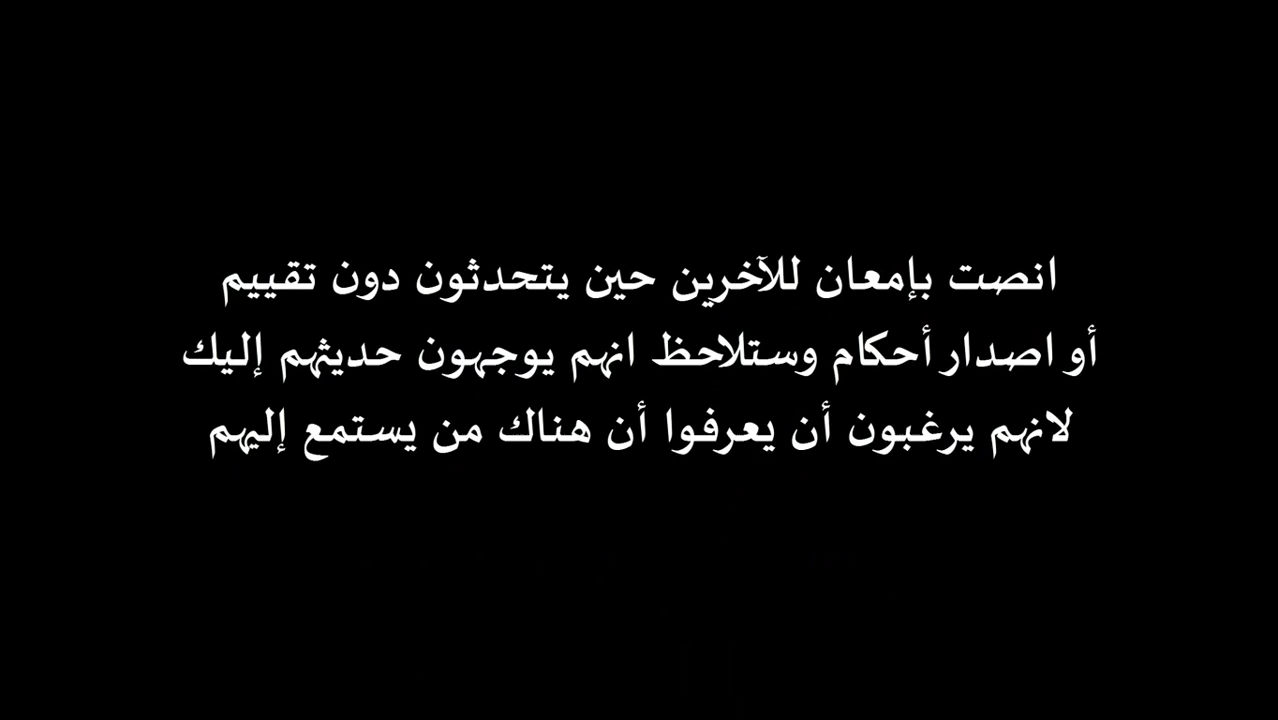 انصت بإمعان للآخرين حين يتحدثون دون تقييم
أو اصدار أحكام وستلاحظ انهم يوجهون حديثهم إليك
لانهم يرغبون أن يعرفوا أن هناك من يستمع إليهم